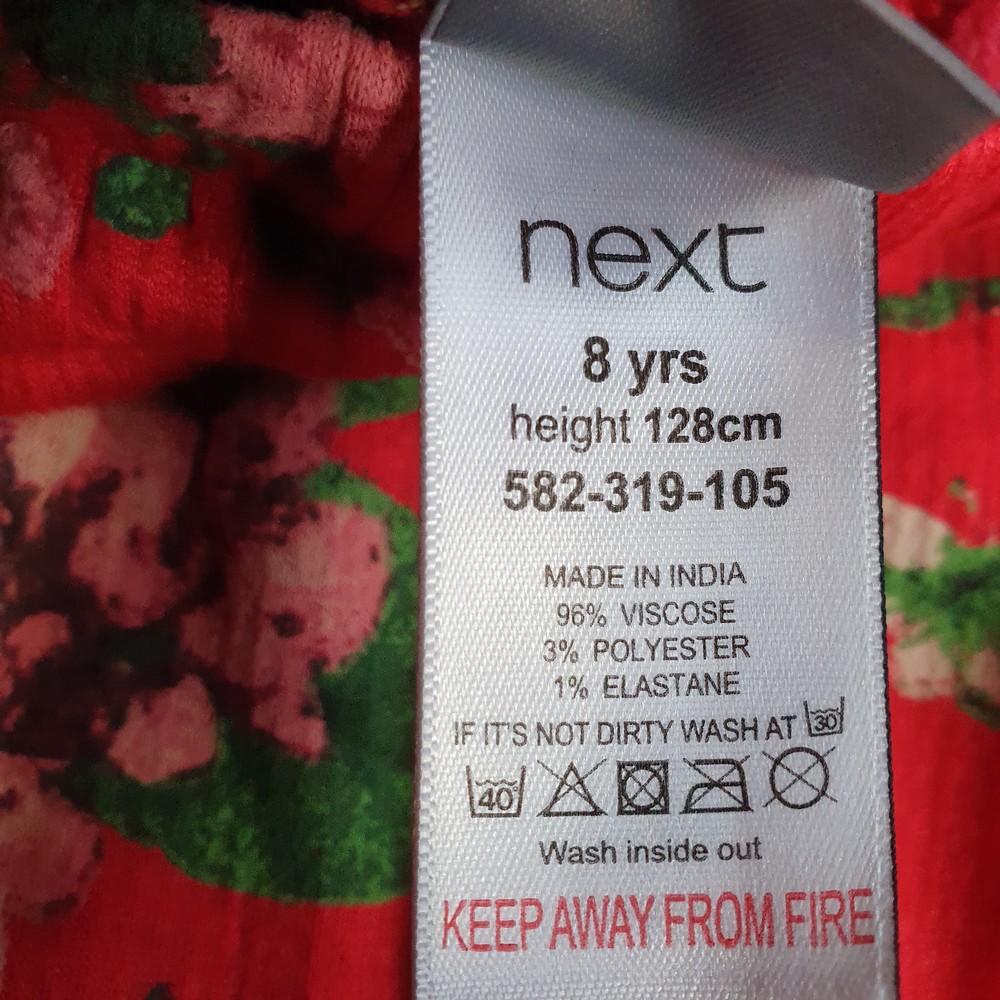 next
8 yrs
height 128cm
582-319-105
MADE IN INDIA
96% VISCOSE
3% POLYESTER
1% ELASTANE
IF IT'S NOT DIRTY WASH AT 30
40°
Wash inside out
KEEP AWAY FROM FIRE